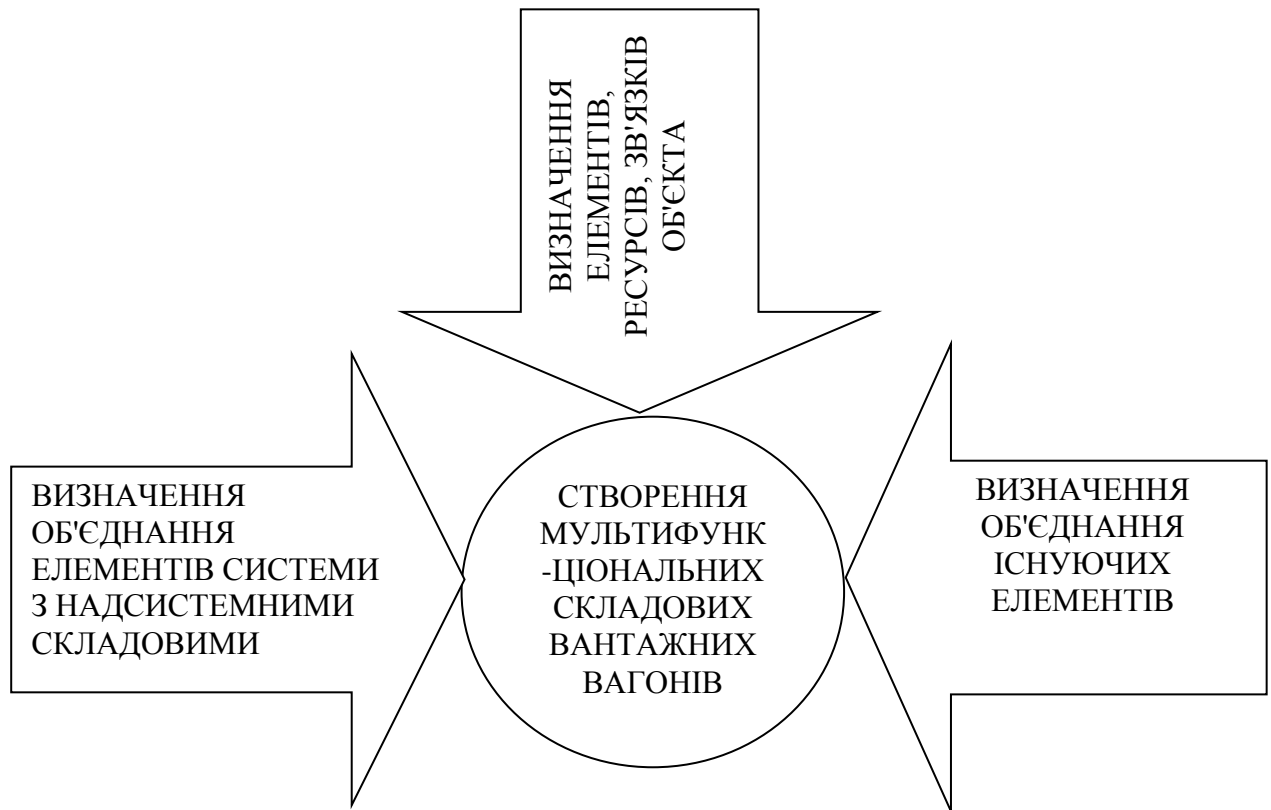 ВИЗНАЧЕННЯ
ЕЛЕМЕНТІВ,
РЕСУРСІВ, ЗВ'ЯЗКІВ
ОБ'ЄКТА
ВИЗНАЧЕННЯ
ОБ'ЄДНАННЯ
ЕЛЕМЕНТІВ СИСТЕМИ
З НАДСИСТЕМНИМИ
СКЛАДОВИМИ
СТВОРЕННЯ
МУЛЬТИФУНК
-ЦІОНАЛЬНИХ
СКЛАДОВИХ
ВАНТАЖНИХ
ВАГОНІВ
ВИЗНАЧЕННЯ
ОБ'ЄДНАННЯ
ІСНУЮЧИХ
ЕЛЕМЕНТІВ